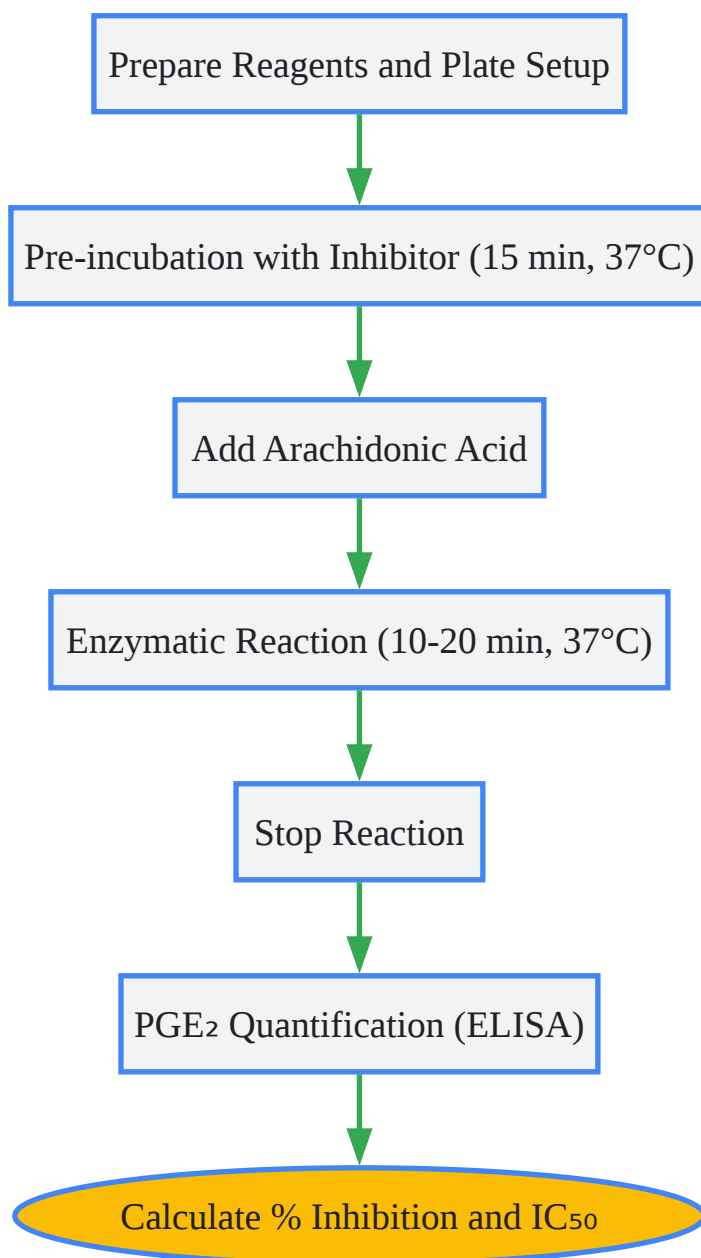 Prepare Reagents and Plate Setup
Pre-incubation with Inhibitor (15 min, 37°C)
Add Arachidonic Acid
Enzymatic Reaction (10-20 min, 37°C)
Stop Reaction
PGE₂ Quantification (ELISA)
Calculate % Inhibition and IC₅₀